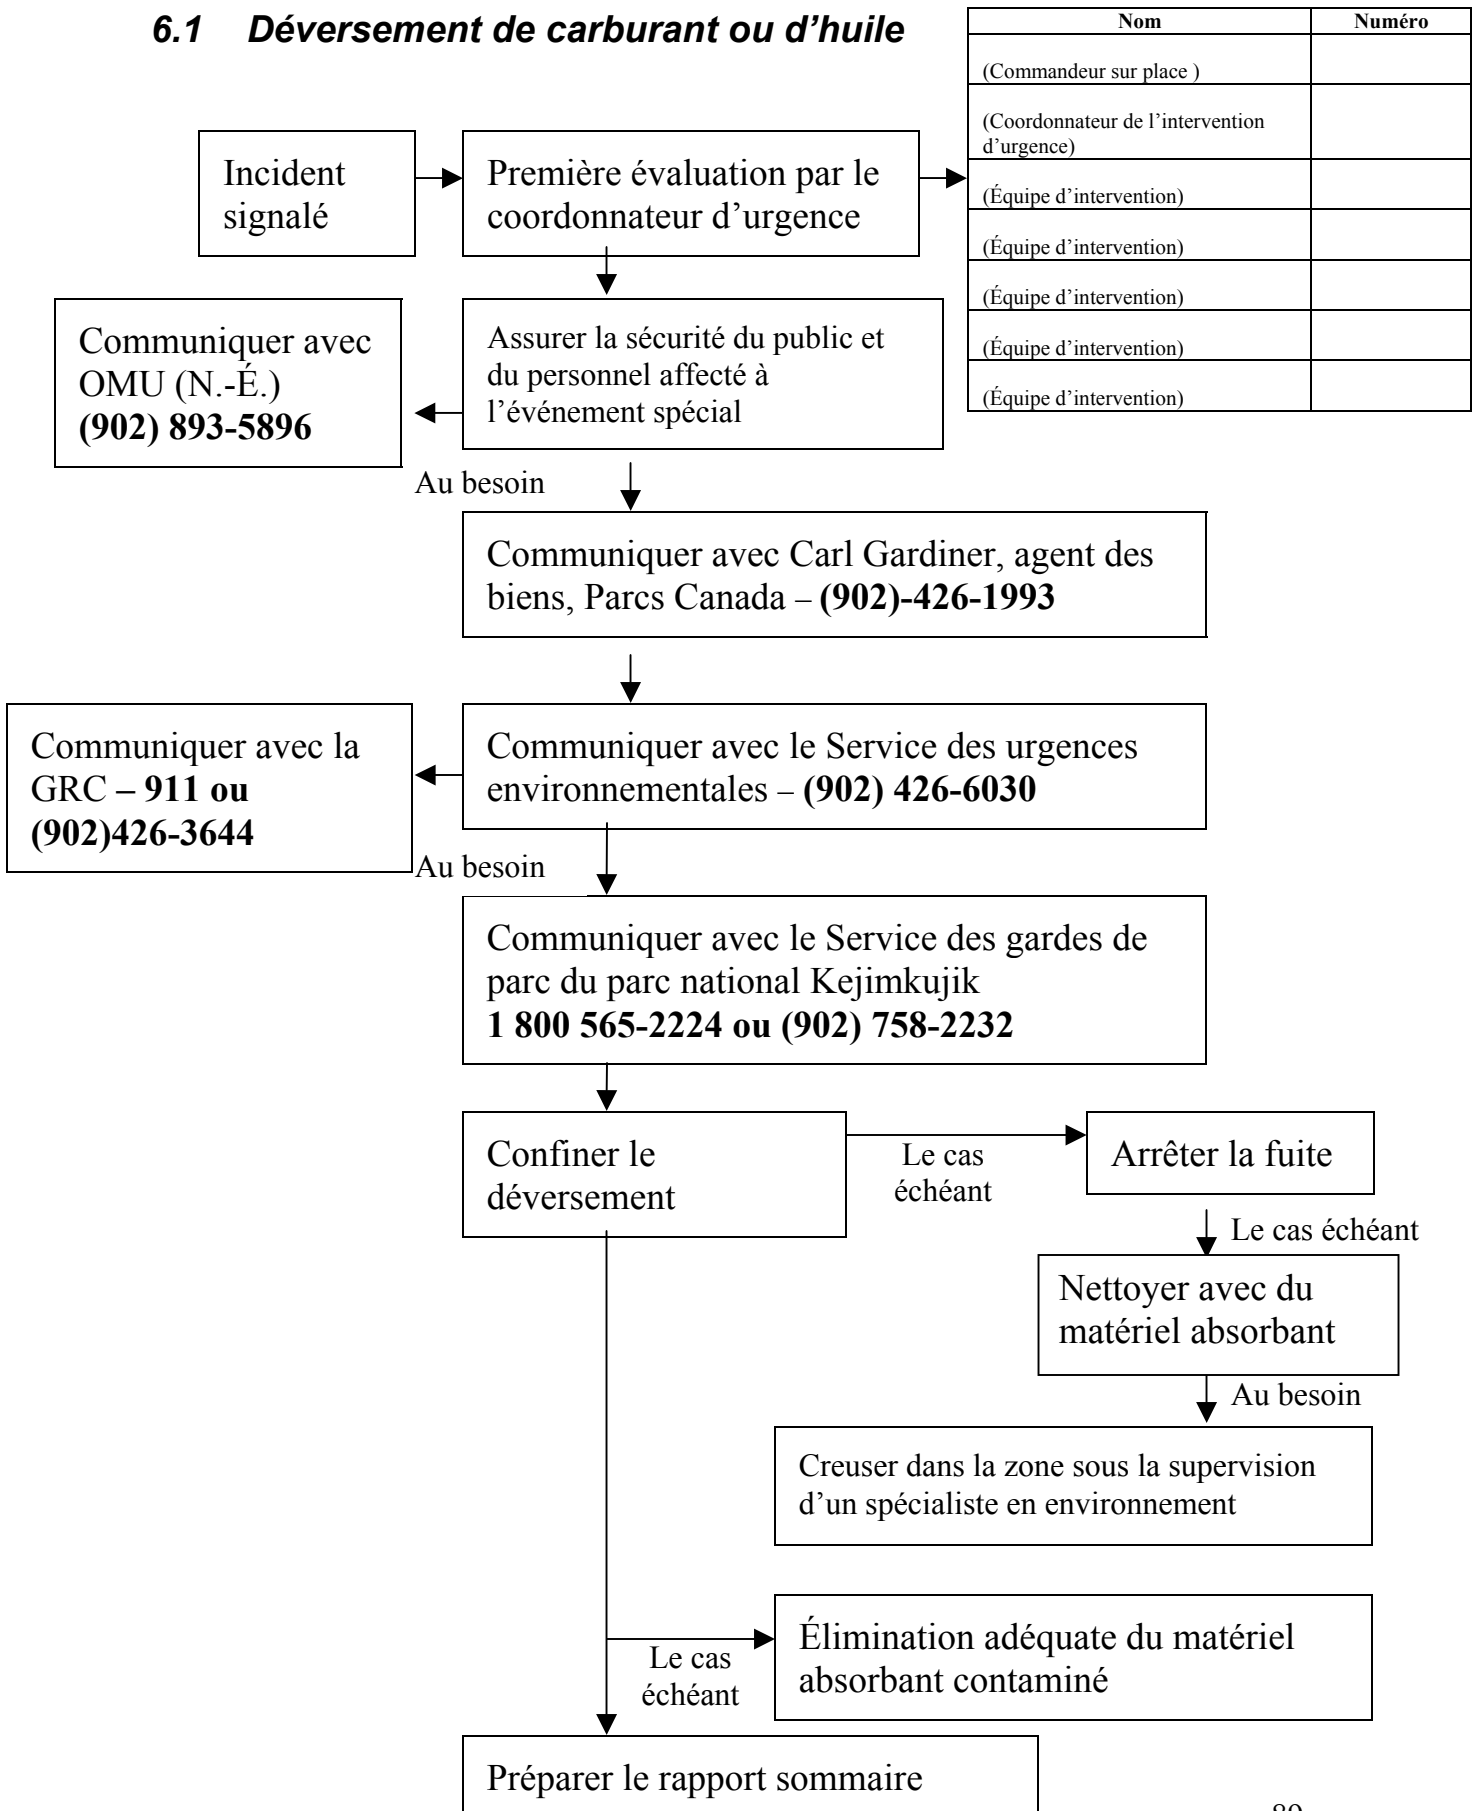 6.1 Déversement de carburant ou d’huile
Nom Numéro
(Commandeur sur place )
(Coordonnateur de l’intervention
d’urgence)
(Équipe d’intervention)
(Équipe d’intervention)
(Équipe d’intervention)
(Équipe d’intervention)
(Équipe d’intervention)
Incident
signalé
Première évaluation par le
coordonnateur d’urgence
Assurer la sécurité du public et
du personnel affecté à
l’événement spécial
Communiquer avec
OMU (N.-É.)
(902) 893-5896
Au besoin
Communiquer avec Carl Gardiner, agent des
biens, Parcs Canada – (902)-426-1993
Communiquer avec le Service des urgences
environnementales – (902) 426-6030
Communiquer avec la
GRC – 911 ou
(902)426-3644
Au besoin
Communiquer avec le Service des gardes de
parc du parc national Kejimkujik
1 800 565-2224 ou (902) 758-2232
Confiner le
déversement
Le cas
échéant
Arrêter la fuite
Le cas échéant
Nettoyer avec du
matériel absorbant
Au besoin
Creuser dans la zone sous la supervision
d’un spécialiste en environnement
Le cas
échéant
Élimination adéquate du matériel
absorbant contaminé
Préparer le rapport sommaire